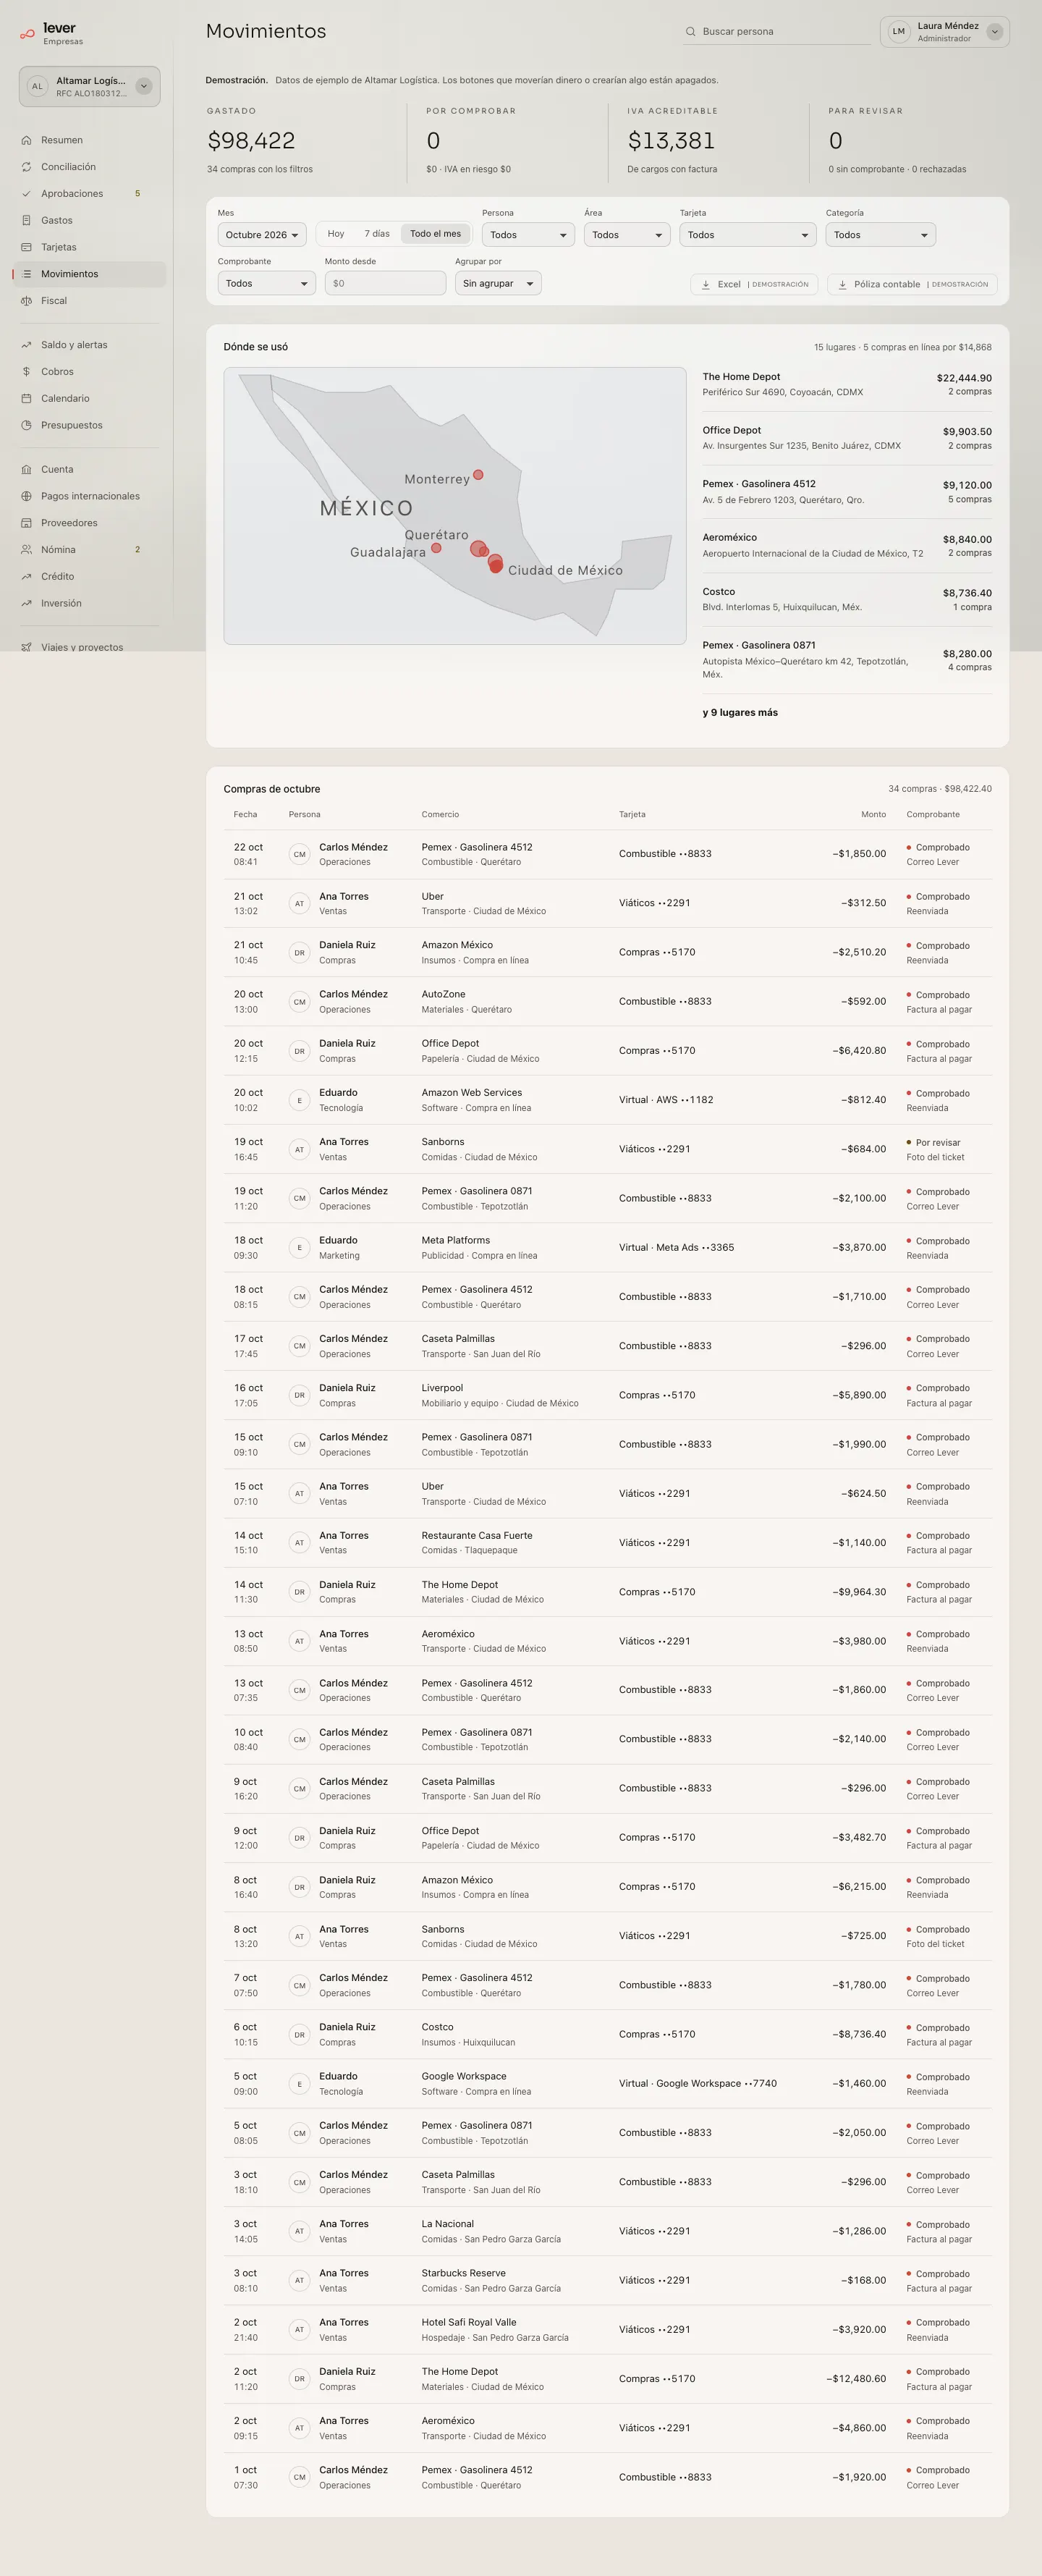 lever
Empresas
Altamar Logís...
RFC ALO180312...
AL
Resumen
Conciliación
Aprobaciones 5
Gastos
Tarjetas
Movimientos
Fiscal
Saldo y alertas
Cobros
Calendario
Presupuestos
Cuenta
Pagos internacionales
Proveedores
Nómina 2
Crédito
Inversión
Viajes y proyectos
Movimientos
Buscar persona
LM
Laura Méndez
Administrador
Demostración. Datos de ejemplo de Altamar Logística. Los botones que moverían dinero o crearían algo están apagados.
GASTADO
$98,422
34 compras con los filtros
POR COMPROBAR
0
$0 · IVA en riesgo $0
IVA ACREDITABLE
$13,381
De cargos con factura
PARA REVISAR
0
0 sin comprobante · 0 rechazadas
Mes
Octubre 2026
Hoy 7 días Todo el mes
Persona
Todos
Área
Todos
Tarjeta
Todos
Categoría
Todos
Comprobante
Todos
Monto desde
$0
Agrupar por
Sin agrupar
Excel | DEMOSTRACIÓN
Póliza contable | DEMOSTRACIÓN
Dónde se usó
15 lugares · 5 compras en línea por $14,868
Monterrey
MÉXICO
Querétaro
Guadalajara
Ciudad de México
The Home Depot $22,444.90
Periférico Sur 4690, Coyoacán, CDMX 2 compras
Office Depot $9,903.50
Av. Insurgentes Sur 1235, Benito Juárez, CDMX 2 compras
Pemex · Gasolinera 4512 $9,120.00
Av. 5 de Febrero 1203, Querétaro, Qro. 5 compras
Aeroméxico $8,840.00
Aeropuerto Internacional de la Ciudad de México, T2 2 compras
Costco $8,736.40
Blvd. Interlomas 5, Huixquilucan, Méx. 1 compra
Pemex · Gasolinera 0871 $8,280.00
Autopista México–Querétaro km 42, Tepotzotlán, 4 compras
Méx.
y 9 lugares más
Compras de octubre
34 compras · $98,422.40
Fecha Persona Comercio Tarjeta Monto Comprobante
22 oct CM Carlos Méndez Pemex · Gasolinera 4512 Combustible ••8833 –$1,850.00 Comprobado
08:41 Operaciones Combustible · Querétaro Correo Lever
21 oct AT Ana Torres Uber Viáticos ••2291 –$312.50 Comprobado
13:02 Ventas Transporte · Ciudad de México Reenviada
21 oct DR Daniela Ruiz Amazon México Compras ••5170 –$2,510.20 Comprobado
10:45 Compras Insumos · Compra en línea Reenviada
20 oct CM Carlos Méndez AutoZone Combustible ••8833 –$592.00 Comprobado
13:00 Operaciones Materiales · Querétaro Factura al pagar
20 oct DR Daniela Ruiz Office Depot Compras ••5170 –$6,420.80 Comprobado
12:15 Compras Papelería · Ciudad de México Factura al pagar
20 oct E Eduardo Amazon Web Services Virtual · AWS ••1182 –$812.40 Comprobado
10:02 Tecnología Software · Compra en línea Reenviada
19 oct AT Ana Torres Sanborns Viáticos ••2291 –$684.00 Por revisar
16:45 Ventas Comidas · Ciudad de México Foto del ticket
19 oct CM Carlos Méndez Pemex · Gasolinera 0871 Combustible ••8833 –$2,100.00 Comprobado
11:20 Operaciones Combustible · Tepotzotlán Correo Lever
18 oct E Eduardo Meta Platforms Virtual · Meta Ads ••3365 –$3,870.00 Comprobado
09:30 Marketing Publicidad · Compra en línea Reenviada
18 oct CM Carlos Méndez Pemex · Gasolinera 4512 Combustible ••8833 –$1,710.00 Comprobado
08:15 Operaciones Combustible · Querétaro Correo Lever
17 oct CM Carlos Méndez Caseta Palmillas Combustible ••8833 –$296.00 Comprobado
17:45 Operaciones Transporte · San Juan del Río Correo Lever
16 oct DR Daniela Ruiz Liverpool Compras ••5170 –$5,890.00 Comprobado
17:05 Compras Mobiliario y equipo · Ciudad de México Factura al pagar
15 oct CM Carlos Méndez Pemex · Gasolinera 0871 Combustible ••8833 –$1,990.00 Comprobado
09:10 Operaciones Combustible · Tepotzotlán Correo Lever
15 oct AT Ana Torres Uber Viáticos ••2291 –$624.50 Comprobado
07:10 Ventas Transporte · Ciudad de México Reenviada
14 oct AT Ana Torres Restaurante Casa Fuerte Viáticos ••2291 –$1,140.00 Comprobado
15:10 Ventas Comidas · Tlaquepaque Factura al pagar
14 oct DR Daniela Ruiz The Home Depot Compras ••5170 –$9,964.30 Comprobado
11:30 Compras Materiales · Ciudad de México Factura al pagar
13 oct AT Ana Torres Aeroméxico Viáticos ••2291 –$3,980.00 Comprobado
08:50 Ventas Transporte · Ciudad de México Reenviada
13 oct CM Carlos Méndez Pemex · Gasolinera 4512 Combustible ••8833 –$1,860.00 Comprobado
07:35 Operaciones Combustible · Querétaro Correo Lever
10 oct CM Carlos Méndez Pemex · Gasolinera 0871 Combustible ••8833 –$2,140.00 Comprobado
08:40 Operaciones Combustible · Tepotzotlán Correo Lever
9 oct CM Carlos Méndez Caseta Palmillas Combustible ••8833 –$296.00 Comprobado
16:20 Operaciones Transporte · San Juan del Río Correo Lever
9 oct DR Daniela Ruiz Office Depot Compras ••5170 –$3,482.70 Comprobado
12:00 Compras Papelería · Ciudad de México Factura al pagar
8 oct DR Daniela Ruiz Amazon México Compras ••5170 –$6,215.00 Comprobado
16:40 Compras Insumos · Compra en línea Reenviada
8 oct AT Ana Torres Sanborns Viáticos ••2291 –$725.00 Comprobado
13:20 Ventas Comidas · Ciudad de México Foto del ticket
7 oct CM Carlos Méndez Pemex · Gasolinera 4512 Combustible ••8833 –$1,780.00 Comprobado
07:50 Operaciones Combustible · Querétaro Correo Lever
6 oct DR Daniela Ruiz Costco Compras ••5170 –$8,736.40 Comprobado
10:15 Compras Insumos · Huixquilucan Factura al pagar
5 oct E Eduardo Google Workspace Virtual · Google Workspace ••7740 –$1,460.00 Comprobado
09:00 Tecnología Software · Compra en línea Reenviada
5 oct CM Carlos Méndez Pemex · Gasolinera 0871 Combustible ••8833 –$2,050.00 Comprobado
08:05 Operaciones Combustible · Tepotzotlán Correo Lever
3 oct CM Carlos Méndez Caseta Palmillas Combustible ••8833 –$296.00 Comprobado
18:10 Operaciones Transporte · San Juan del Río Correo Lever
3 oct AT Ana Torres La Nacional Viáticos ••2291 –$1,286.00 Comprobado
14:05 Ventas Comidas · San Pedro Garza García Factura al pagar
3 oct AT Ana Torres Starbucks Reserve Viáticos ••2291 –$168.00 Comprobado
08:10 Ventas Comidas · San Pedro Garza García Factura al pagar
2 oct AT Ana Torres Hotel Safi Royal Valle Viáticos ••2291 –$3,920.00 Comprobado
21:40 Ventas Hospedaje · San Pedro Garza García Reenviada
2 oct DR Daniela Ruiz The Home Depot Compras ••5170 –$12,480.60 Comprobado
11:20 Compras Materiales · Ciudad de México Factura al pagar
2 oct AT Ana Torres Aeroméxico Viáticos ••2291 –$4,860.00 Comprobado
09:15 Ventas Transporte · Ciudad de México Reenviada
1 oct CM Carlos Méndez Pemex · Gasolinera 4512 Combustible ••8833 –$1,920.00 Comprobado
07:30 Operaciones Combustible · Querétaro Correo Lever